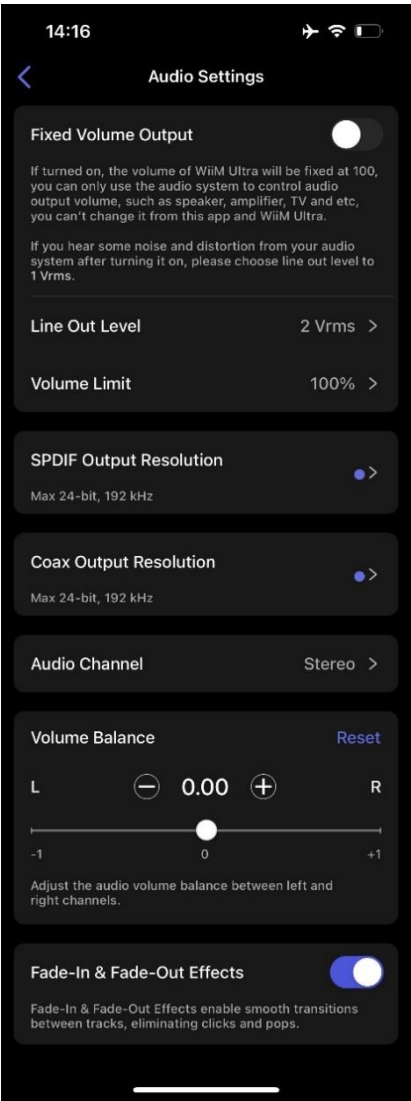 14:16
Audio Settings
Fixed Volume Output
If turned on, the volume of WiiM Ultra will be fixed at 100,
you can only use the audio system to control audio
output volume, such as speaker, amplifier, TV and etc,
you can't change it from this app and WiiM Ultra.
If you hear some noise and distortion from your audio
system after turning it on, please choose line out level to
1 Vrms.
Line Out Level 2 Vrms >
Volume Limit 100% >
SPDIF Output Resolution
Max 24-bit, 192 kHz
Coax Output Resolution
Max 24-bit, 192 kHz
Audio Channel Stereo >
Volume Balance Reset
L 0.00 R
-1 0 +1
Adjust the audio volume balance between left and
right channels.
Fade-In & Fade-Out Effects
Fade-In & Fade-Out Effects enable smooth transitions
between tracks, eliminating clicks and pops.